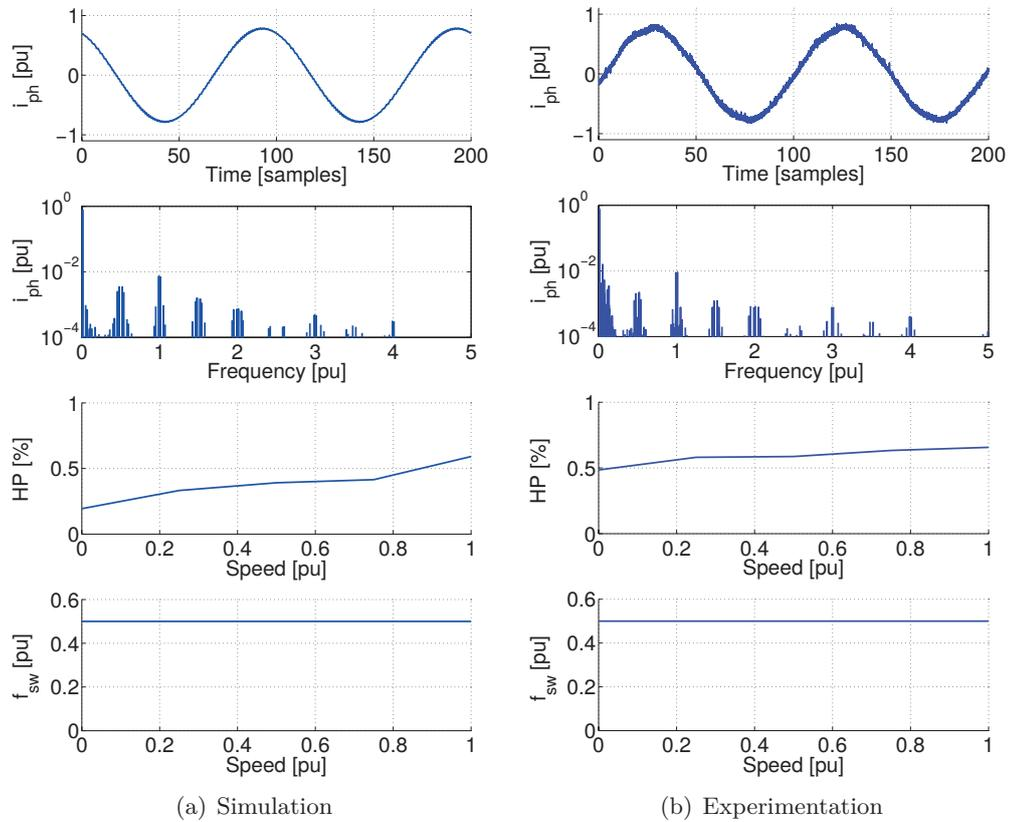 1
0
−1
i_ph [pu]
0 50 100 150 200
Time [samples]
10^0
10^−2
10^−4
i_ph [pu]
0 1 2 3 4 5
Frequency [pu]
1
0.5
0
HP [%]
0 0.2 0.4 0.6 0.8 1
Speed [pu]
0.6
0.4
0.2
0
f_sw [pu]
0 0.2 0.4 0.6 0.8 1
Speed [pu]
(a) Simulation
1
0
−1
i_ph [pu]
0 50 100 150 200
Time [samples]
10^0
10^−2
10^−4
i_ph [pu]
0 1 2 3 4 5
Frequency [pu]
1
0.5
0
HP [%]
0 0.2 0.4 0.6 0.8 1
Speed [pu]
0.6
0.4
0.2
0
f_sw [pu]
0 0.2 0.4 0.6 0.8 1
Speed [pu]
(b) Experimentation